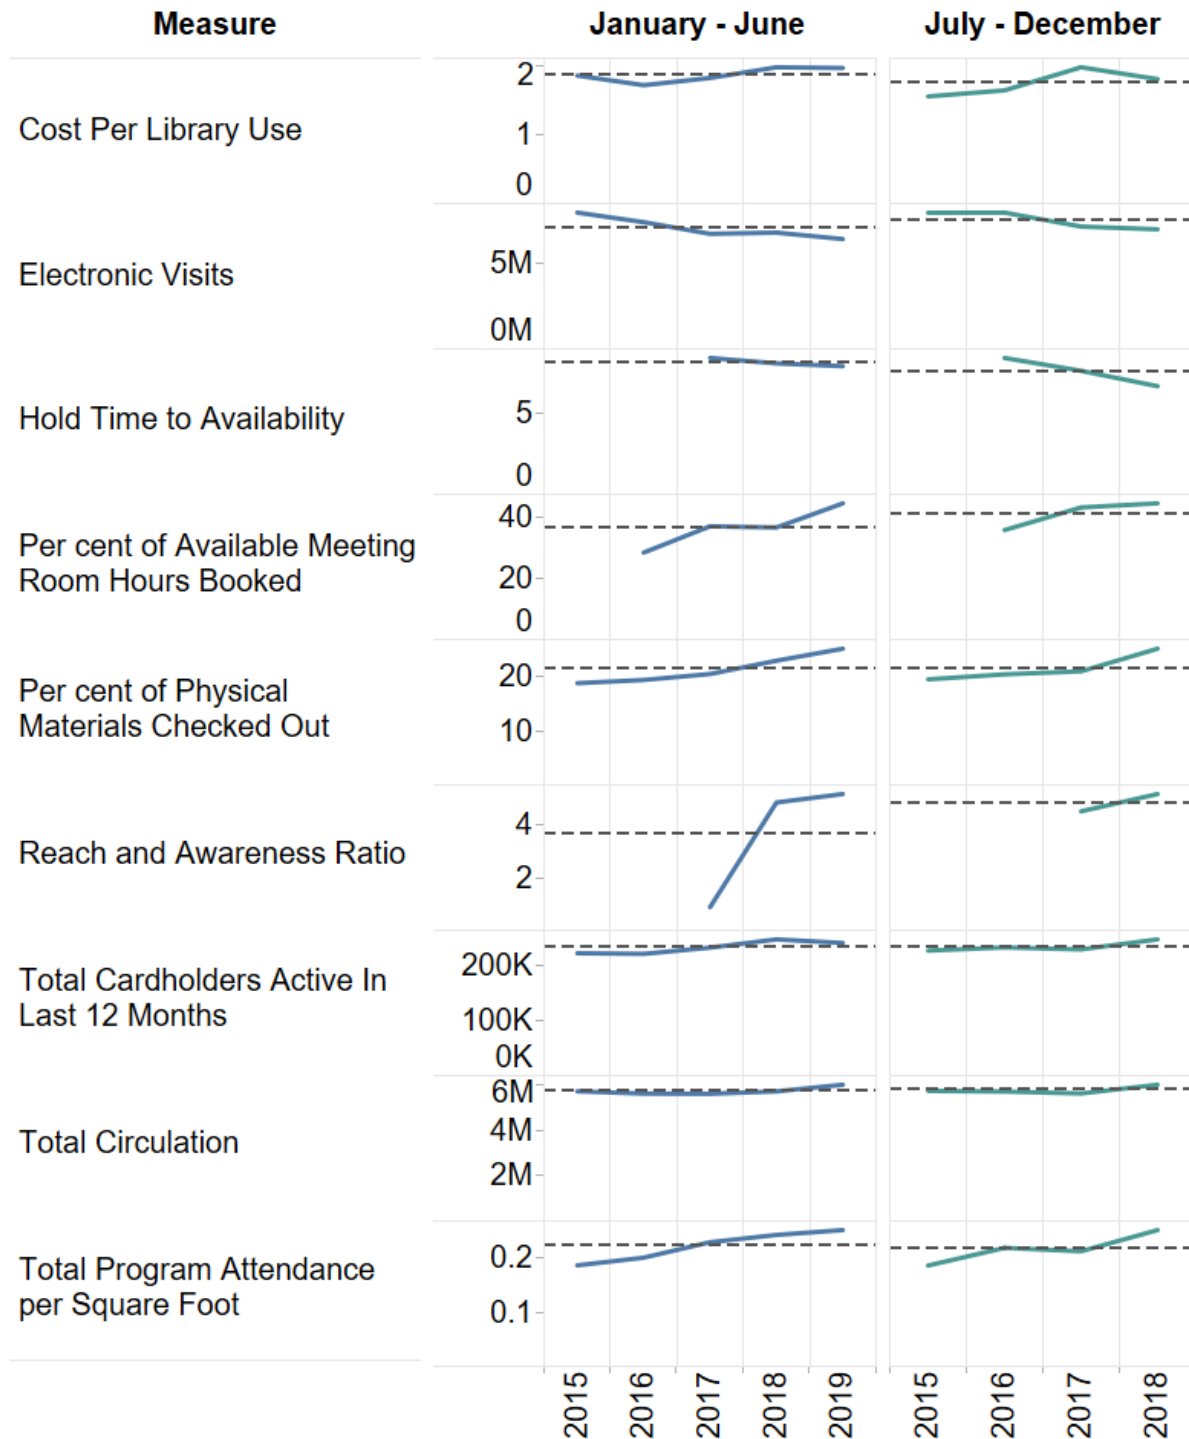 Measure
January - June
July - December
Cost Per Library Use
2
1
0
Electronic Visits
5M
0M
Hold Time to Availability
5
0
Per cent of Available Meeting
Room Hours Booked
40
20
0
Per cent of Physical
Materials Checked Out
20
10
Reach and Awareness Ratio
4
2
Total Cardholders Active In
Last 12 Months
200K
100K
0K
Total Circulation
6M
4M
2M
Total Program Attendance
per Square Foot
0.2
0.1
2015
2016
2017
2018
2019
2015
2016
2017
2018